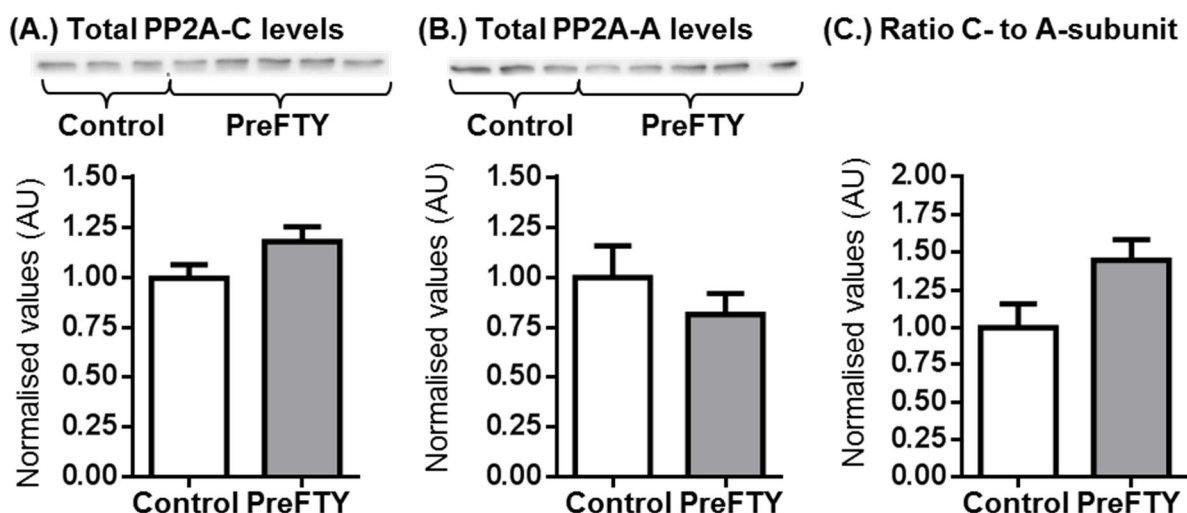 (A.) Total PP2A-C levels
Control PreFTY
Normalised values (AU)
1.50
1.25
1.00
0.75
0.50
0.25
0.00
Control PreFTY
(B.) Total PP2A-A levels
Control PreFTY
Normalised values (AU)
1.50
1.25
1.00
0.75
0.50
0.25
0.00
Control PreFTY
(C.) Ratio C- to A-subunit
Normalised values (AU)
2.00
1.75
1.50
1.25
1.00
0.75
0.50
0.25
0.00
Control PreFTY